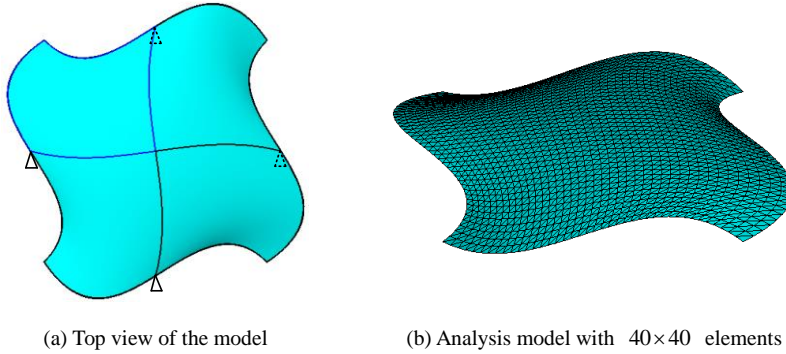 (a) Top view of the model
(b) Analysis model with 40×40 elements